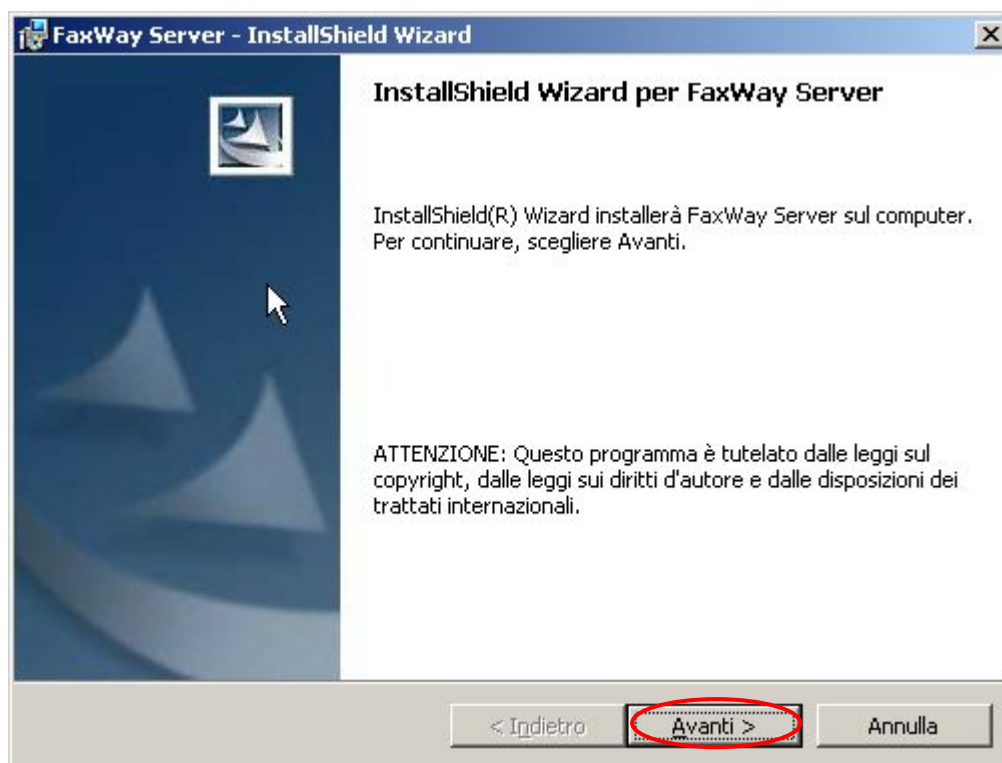 FaxWay Server - InstallShield Wizard
InstallShield Wizard per FaxWay Server
InstallShield(R) Wizard installerà FaxWay Server sul computer.
Per continuare, scegliere Avanti.
ATTENZIONE: Questo programma è tutelato dalle leggi sul
copyright, dalle leggi sui diritti d'autore e dalle disposizioni dei
trattati internazionali.
< Indietro Avanti > Annulla